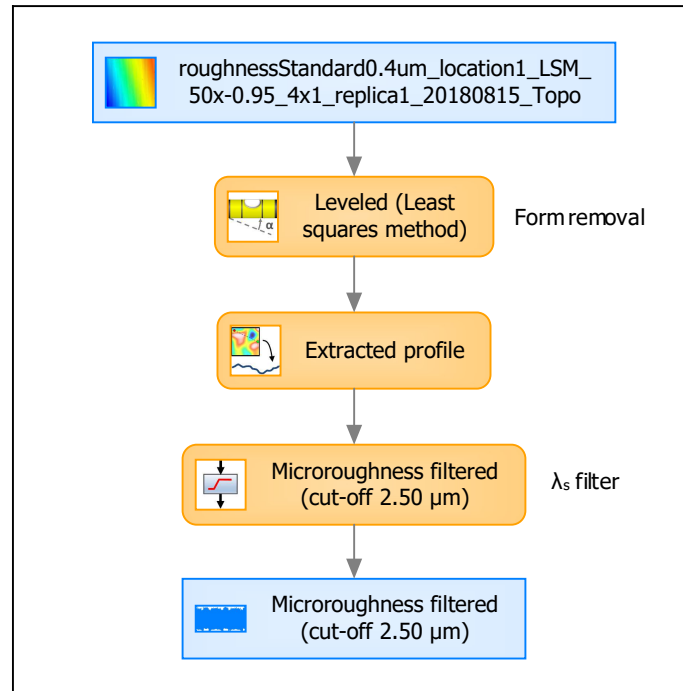 roughnessStandard0.4um_location1_LSM_
50x-0.95_4x1_replica1_20180815_Topo
α
Leveled (Least
squares method)
Form removal
Extracted profile
Microroughness filtered
(cut-off 2.50 µm)
λs filter
Microroughness filtered
(cut-off 2.50 µm)